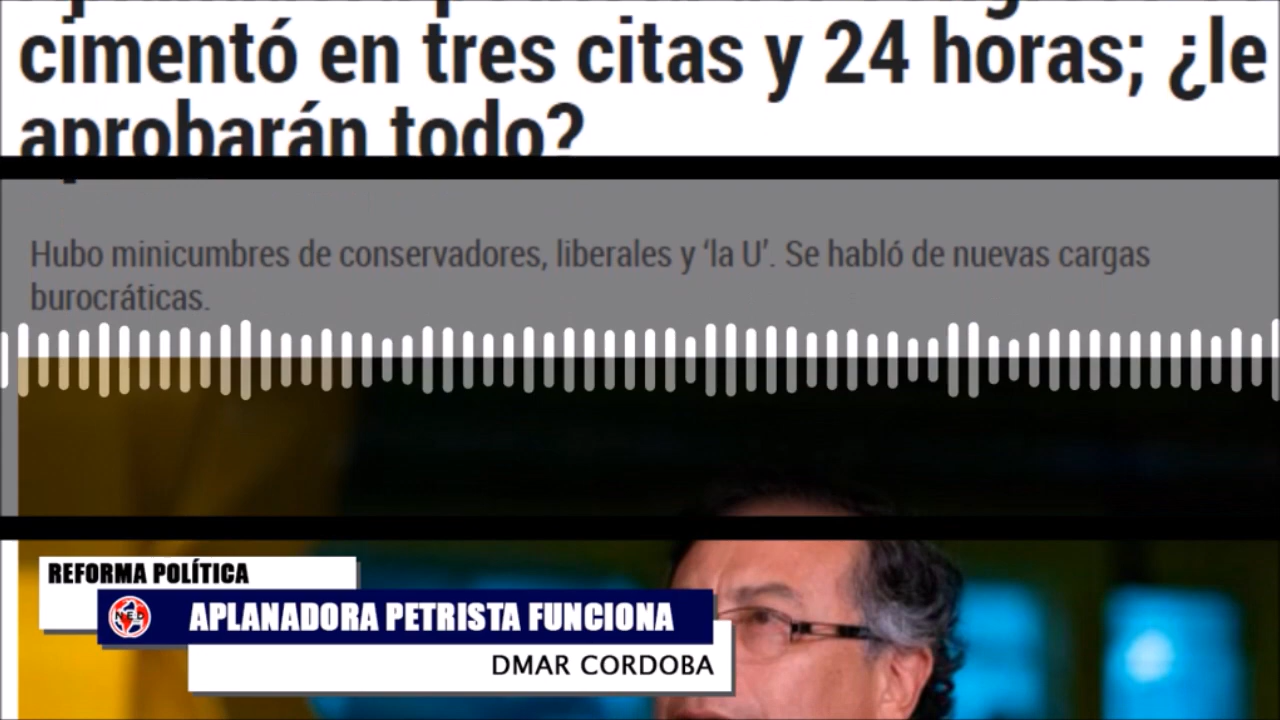 cimentó en tres citas y 24 horas; ¿le
aprobarán todo?
Hubo minicumbres de conservadores, liberales y ‘la U’. Se habló de nuevas cargas
burocráticas.
REFORMA POLÍTICA
APLANADORA PETRISTA FUNCIONA
DMAR CORDOBA